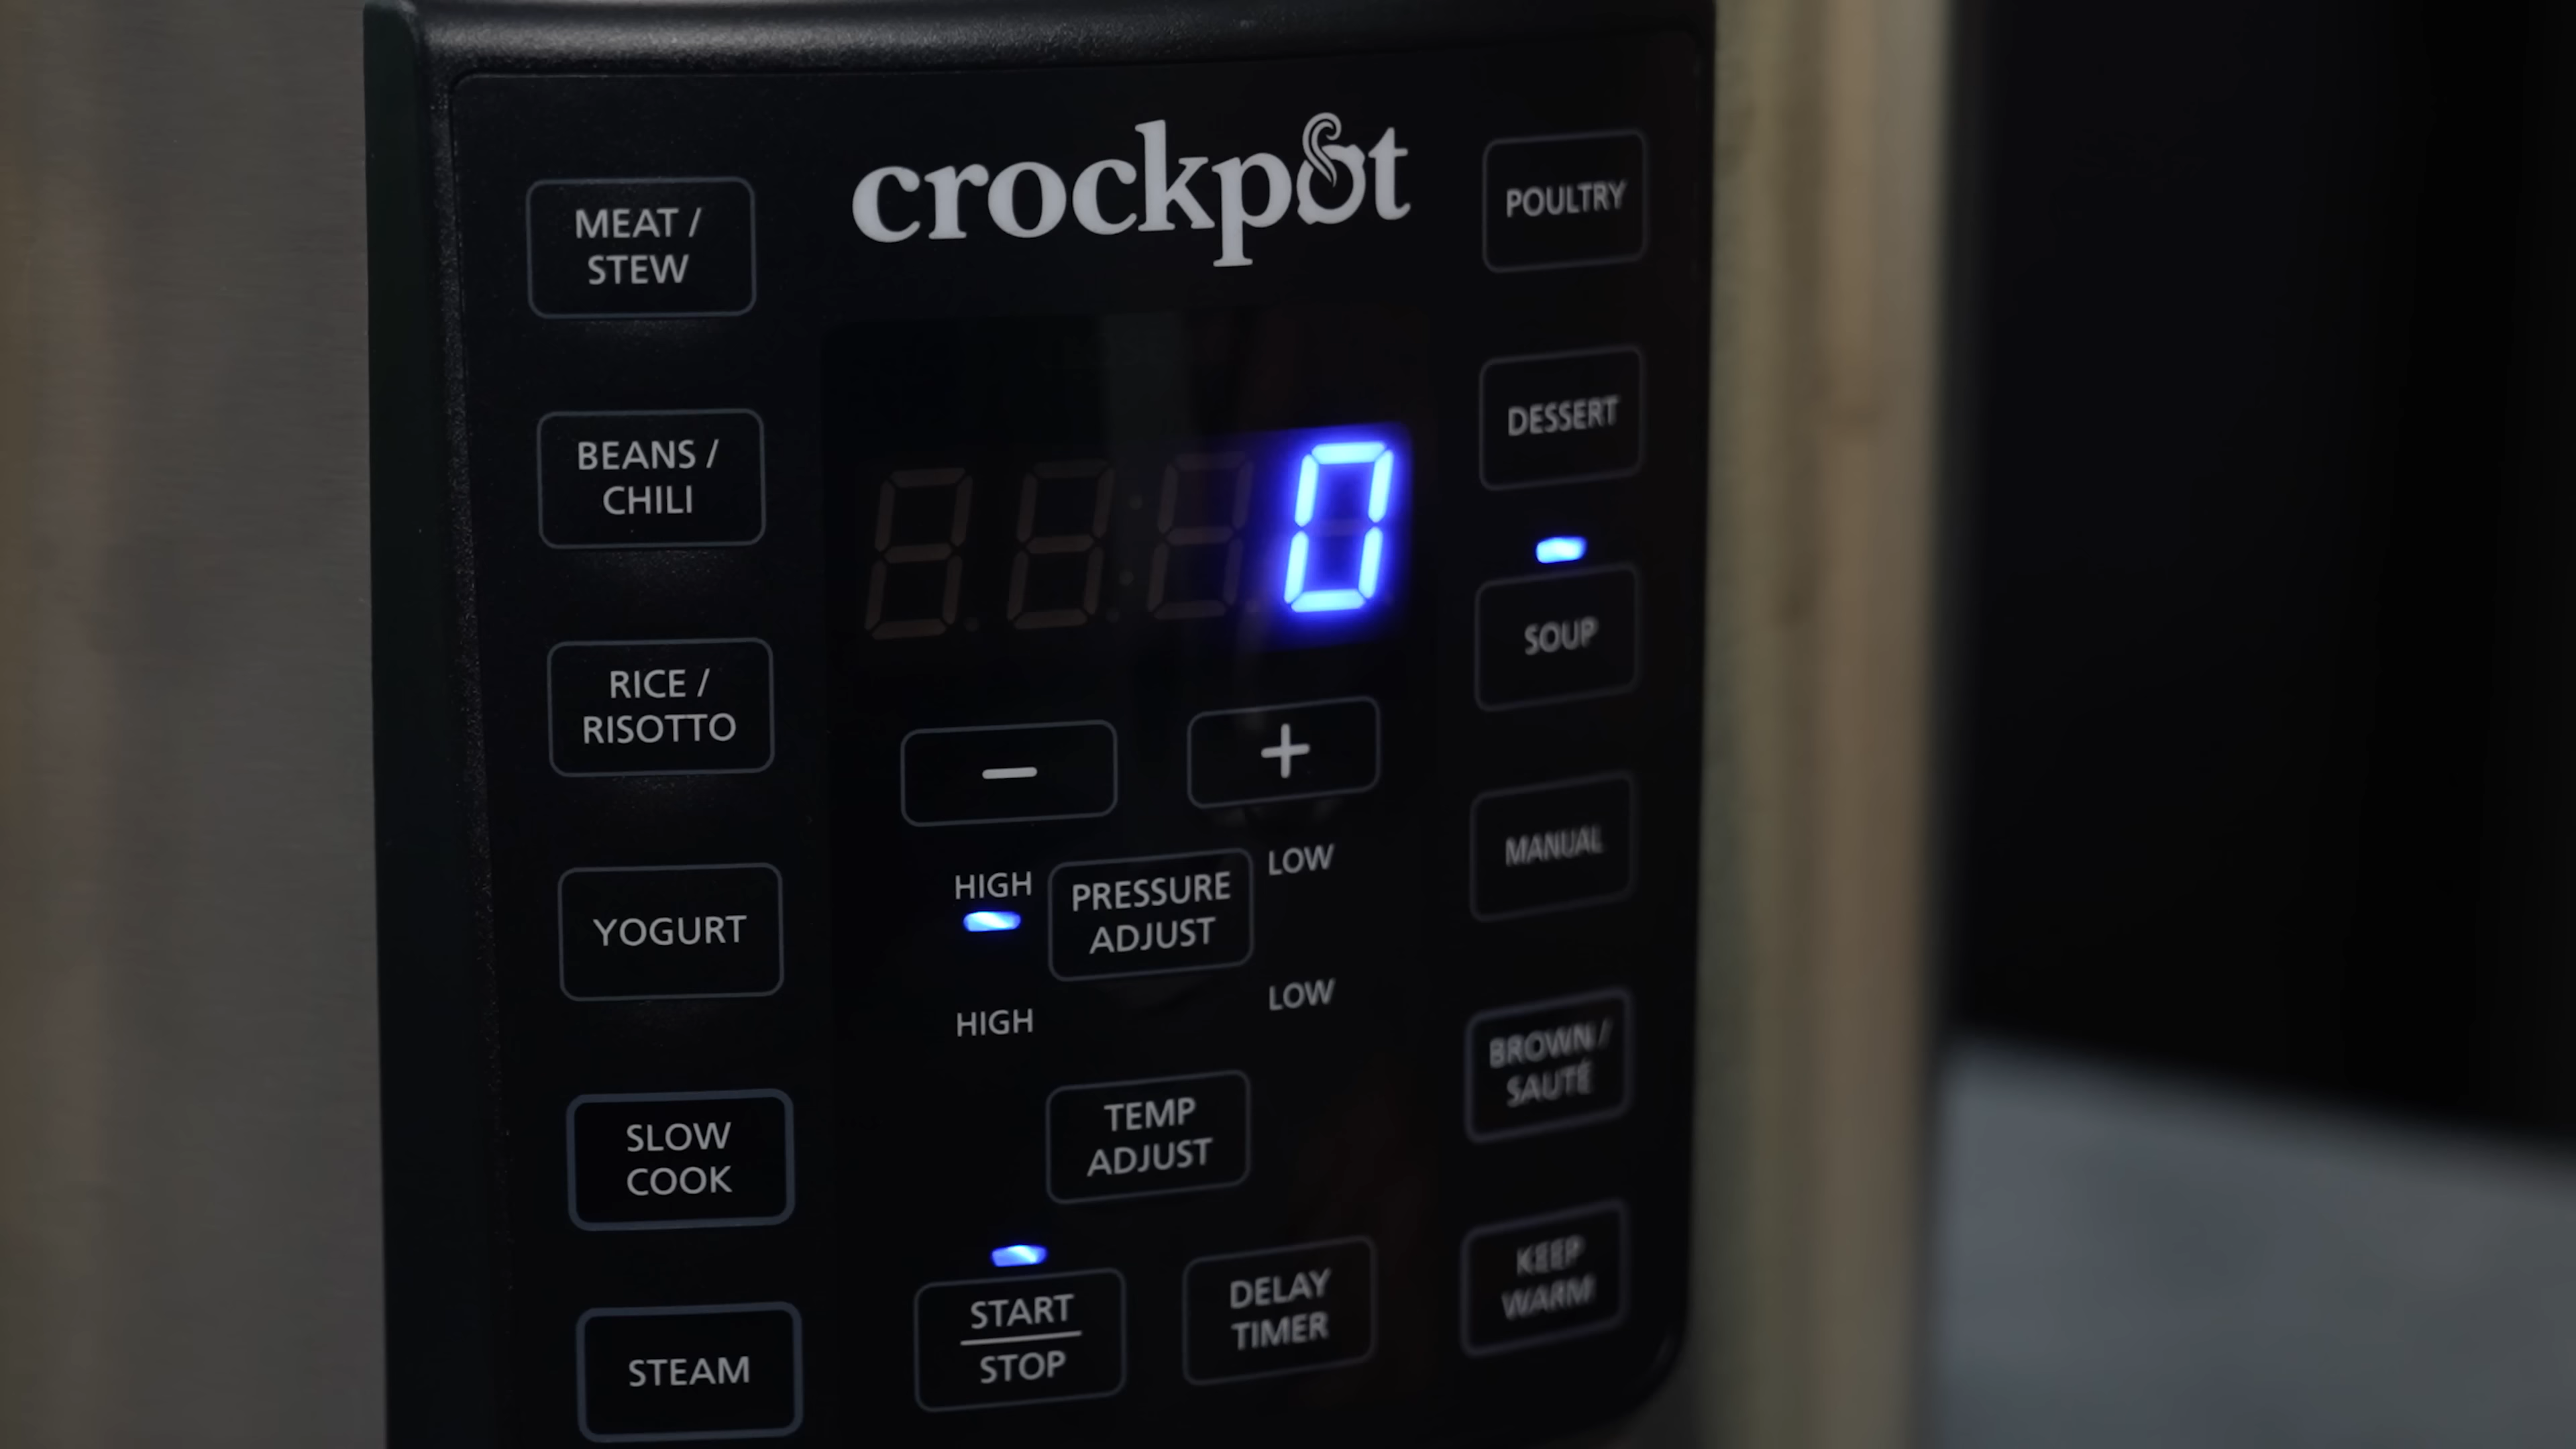 crockpot
MEAT /
STEW
BEANS /
CHILI
RICE /
RISOTTO
YOGURT
SLOW
COOK
STEAM
0
−
+
HIGH
PRESSURE
ADJUST
LOW
HIGH
LOW
TEMP
ADJUST
START
STOP
DELAY
TIMER
POULTRY
DESSERT
SOUP
MANUAL
BROWN /
SAUTÉ
KEEP
WARM